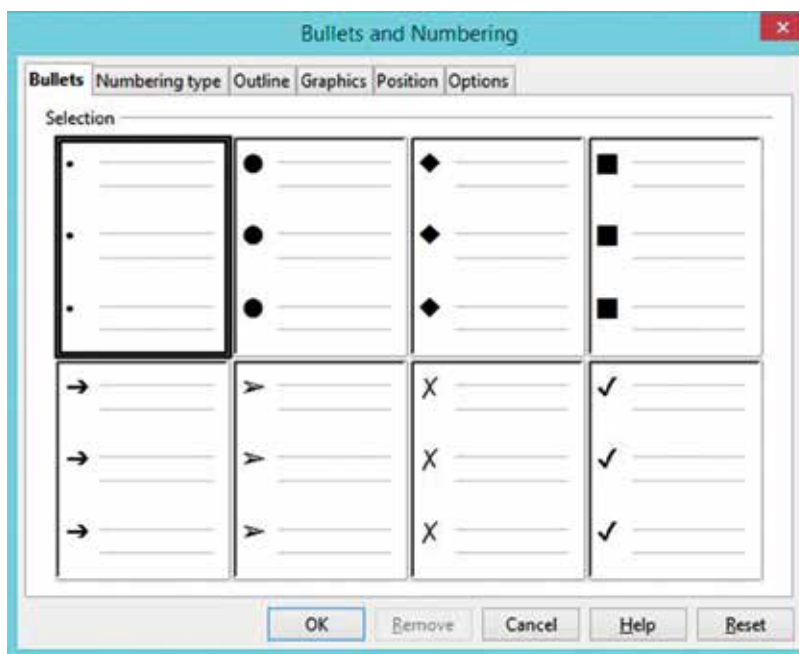 Bullets and Numbering
Bullets Numbering type Outline Graphics Position Options
Selection
OK Remove Cancel Help Reset